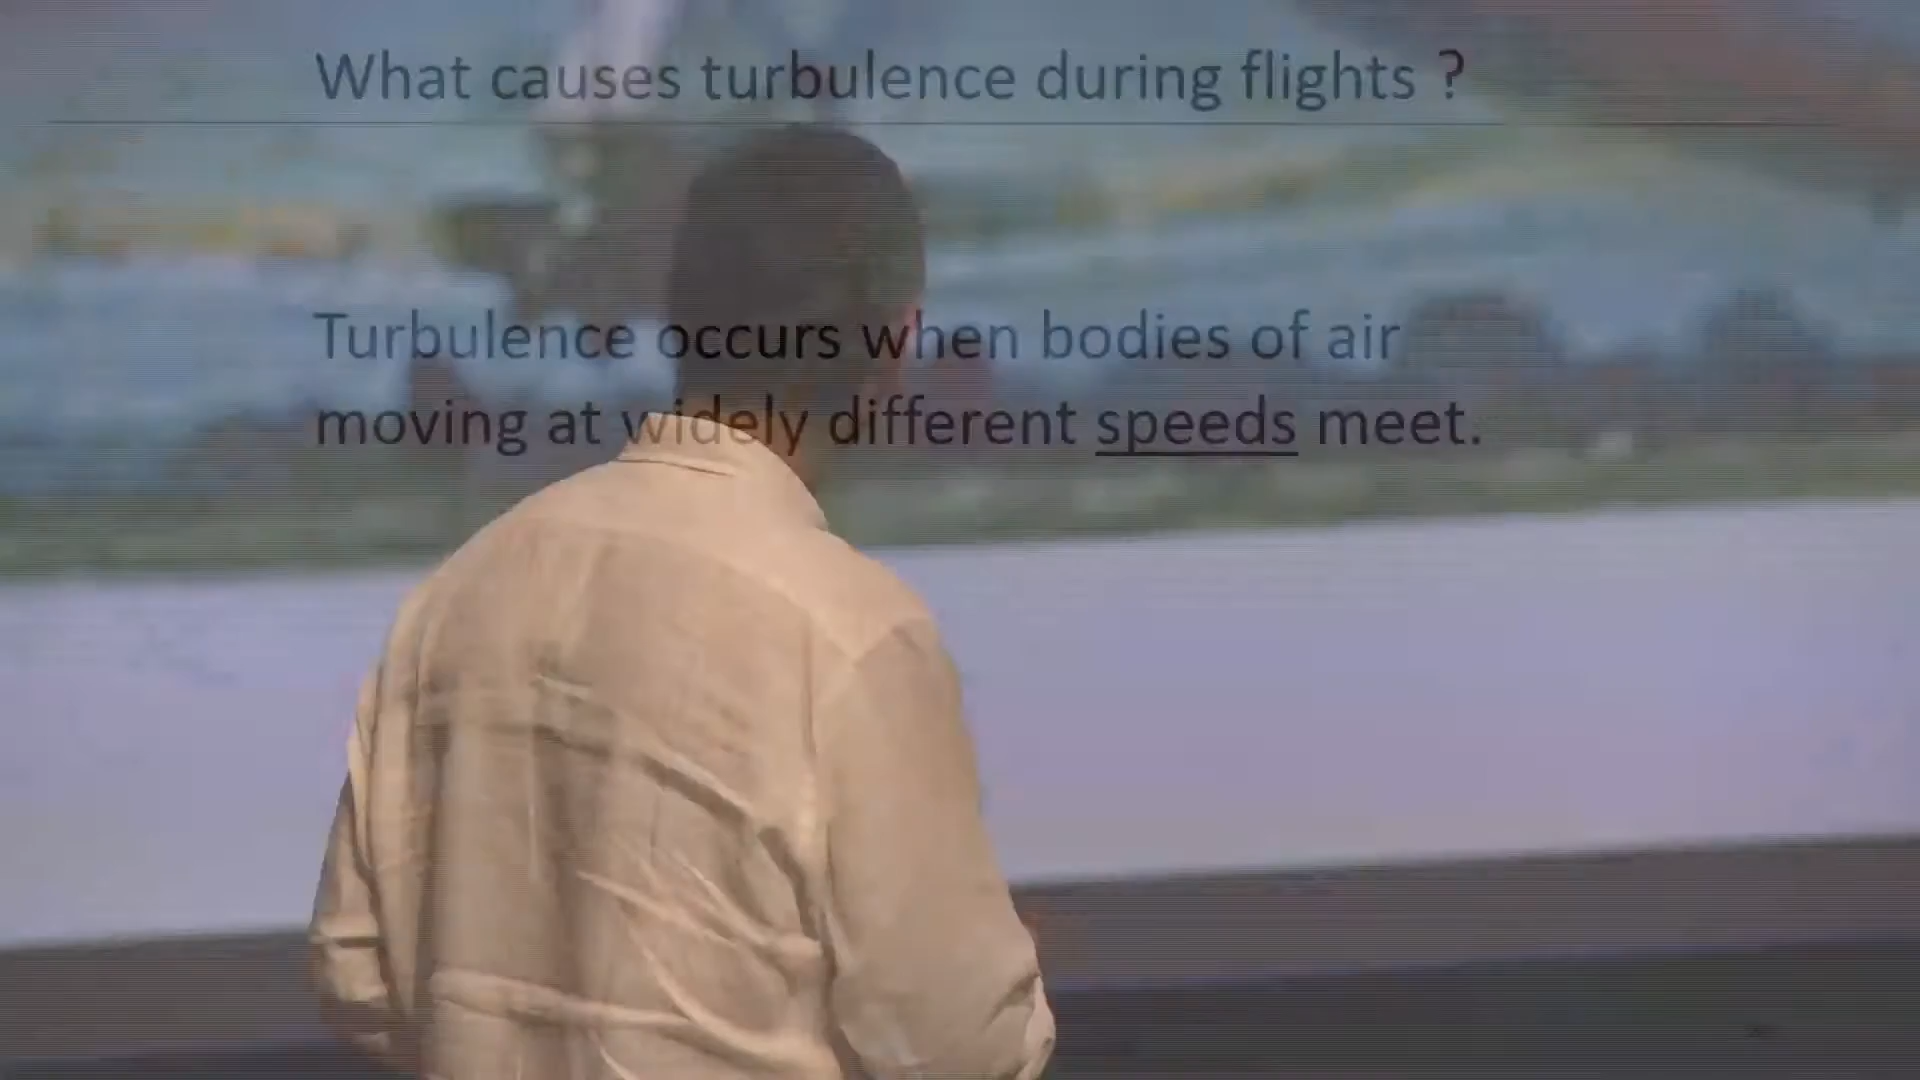 What causes turbulence during flights ?
Turbulence occurs when bodies of air
moving at widely different speeds meet.